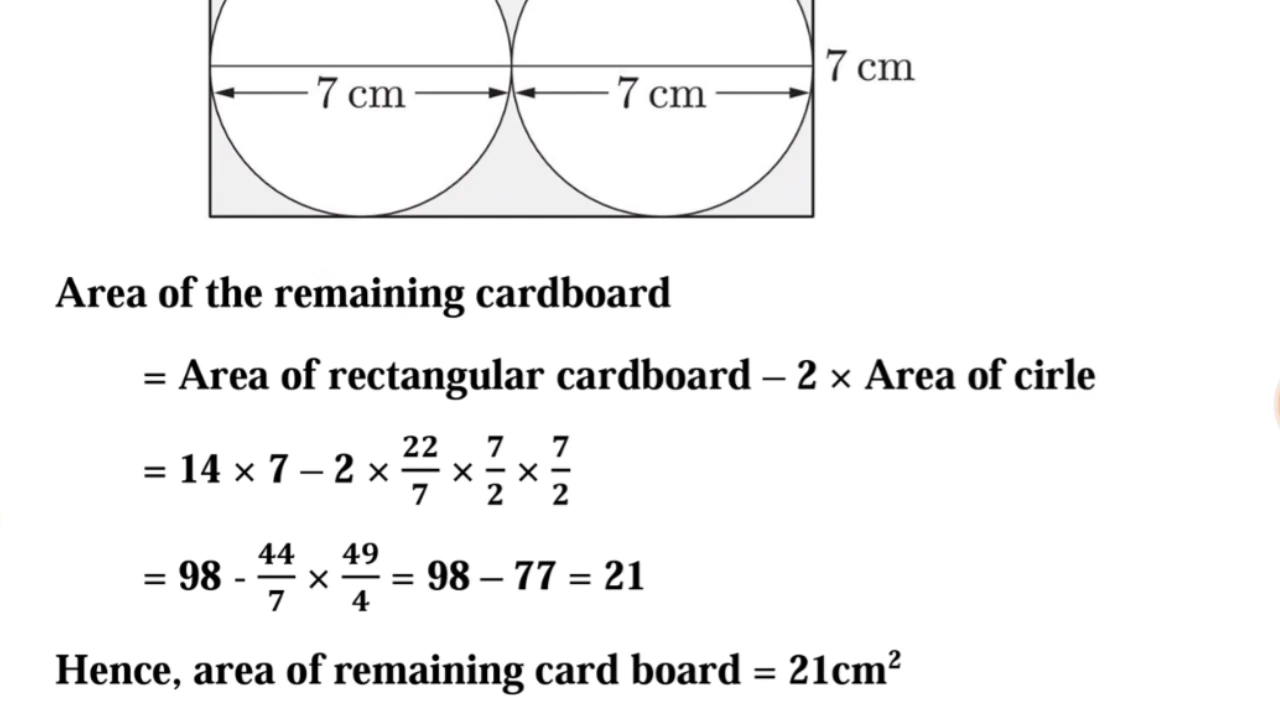 7 cm
7 cm 7 cm
Area of the remaining cardboard
= Area of rectangular cardboard – 2 × Area of cirle
= 14 × 7 – 2 × 22/7 × 7/2 × 7/2
= 98 - 44/7 × 49/4 = 98 – 77 = 21
Hence, area of remaining card board = 21cm²